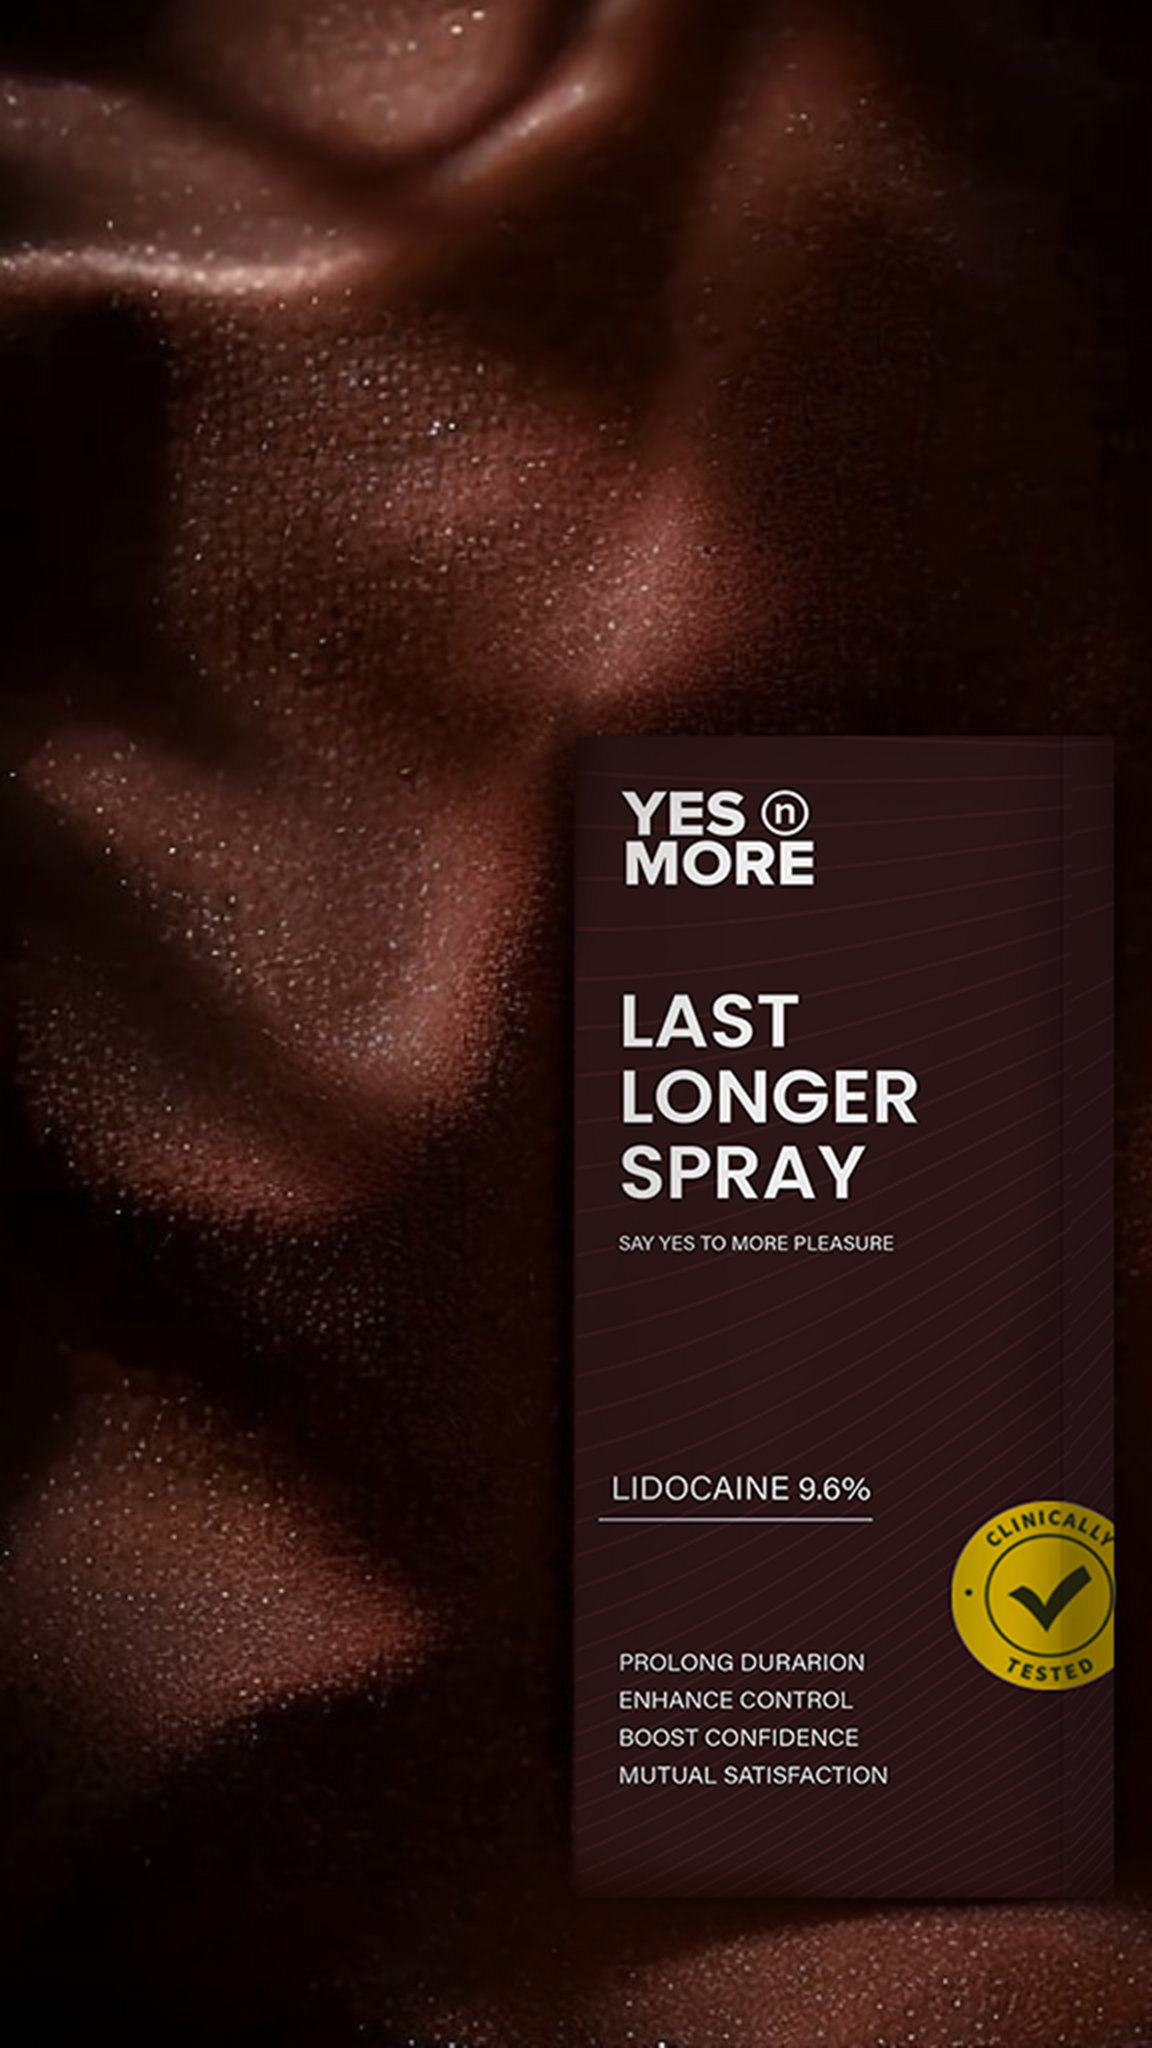 YES n
MORE
LAST
LONGER
SPRAY
SAY YES TO MORE PLEASURE
LIDOCAINE 9.6%
CLINICALLY
TESTED
PROLONG DURARION
ENHANCE CONTROL
BOOST CONFIDENCE
MUTUAL SATISFACTION